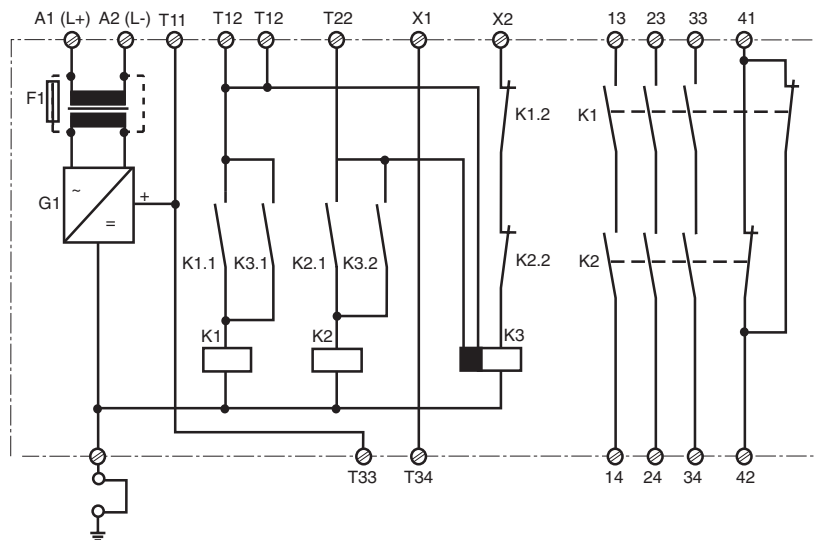 A1 (L+) A2 (L-) T11 T12 T12 T22 X1 X2 13 23 33 41
F1
K1.2
K1
~
G1
+
=
K1.1 K3.1 K2.1 K3.2 K2.2 K2
K1 K2 K3
T33 T34 14 24 34 42